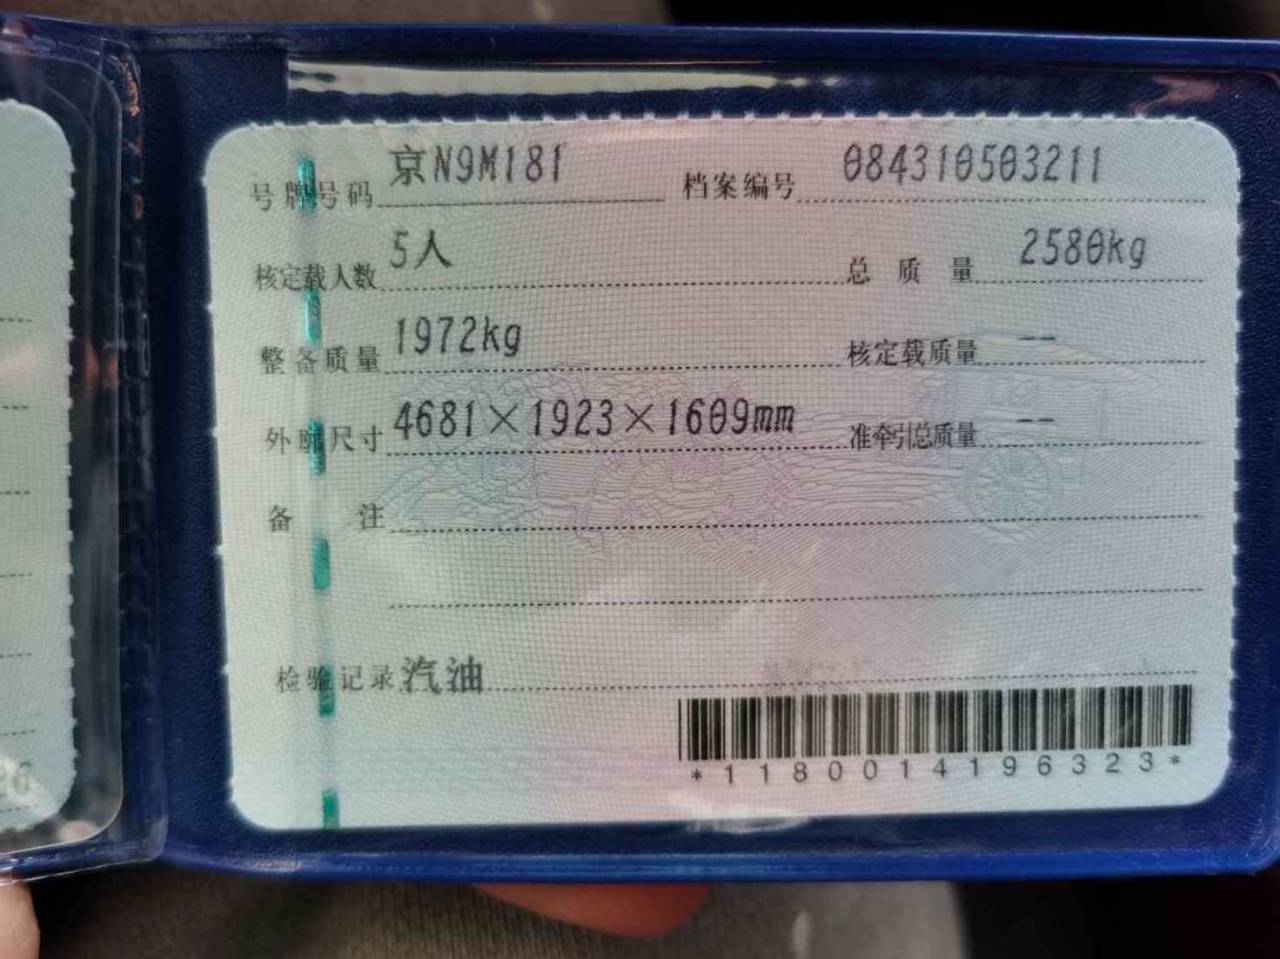 号牌号码 京N9M181 档案编号 084310503211
核定载人数 5人 总质量 2580kg
整备质量 1972kg 核定载质量 --
外廓尺寸 4681×1923×1609mm 准牵引总质量 --
备注
检验记录 汽油
*1180014196323*